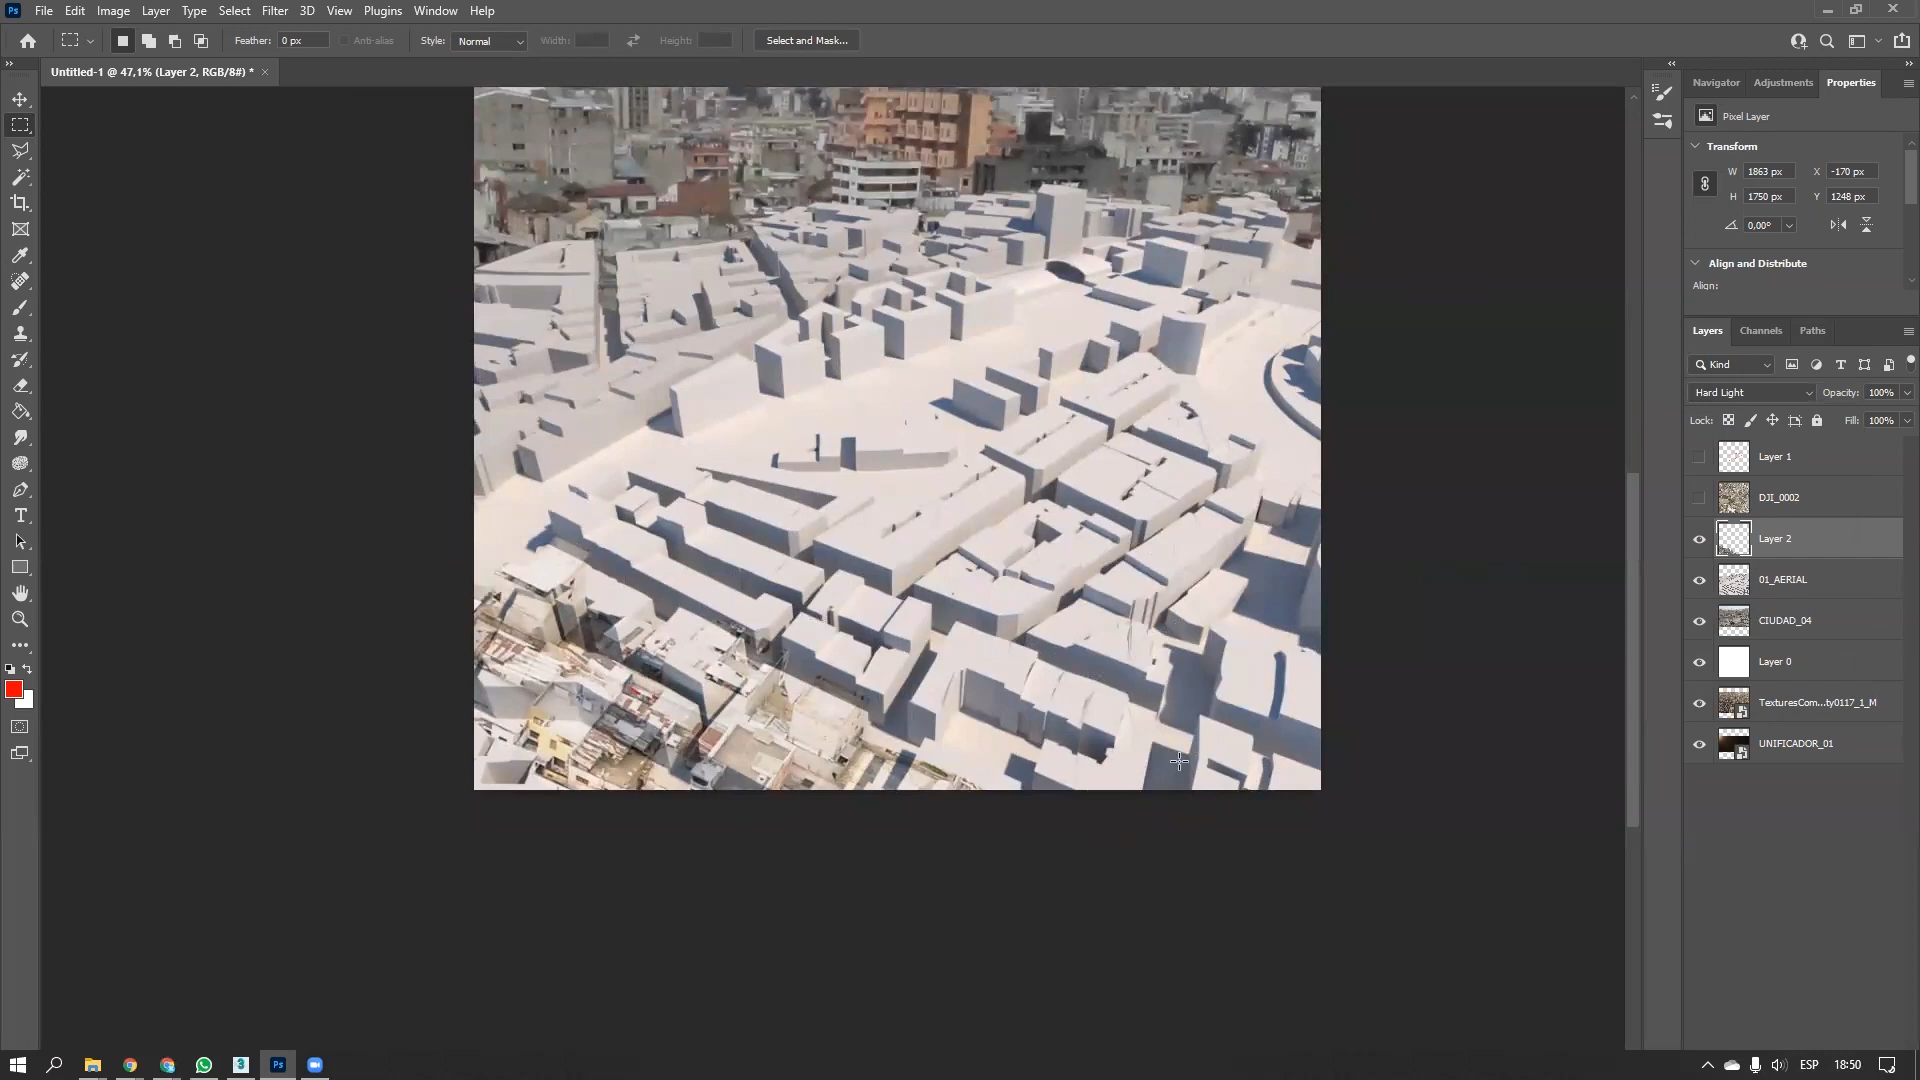 Ps File Edit Image Layer Type Select Filter 3D View Plugins Window Help
Feather: 0 px Anti-alias Style: Normal Width: Height: Select and Mask...
Untitled-1 @ 47,1% (Layer 2, RGB/8#) * ×
Navigator Adjustments Properties
Pixel Layer
Transform
W 1863 px X -170 px
H 1750 px Y 1248 px
0,00°
Align and Distribute
Align:
Layers Channels Paths
Kind
Hard Light Opacity: 100%
Lock: Fill: 100%
Layer 1
DJI_0002
Layer 2
01_AERIAL
CIUDAD_04
Layer 0
TexturesCom...ty0117_1_M
UNIFICADOR_01
3 Ps ESP 18:50